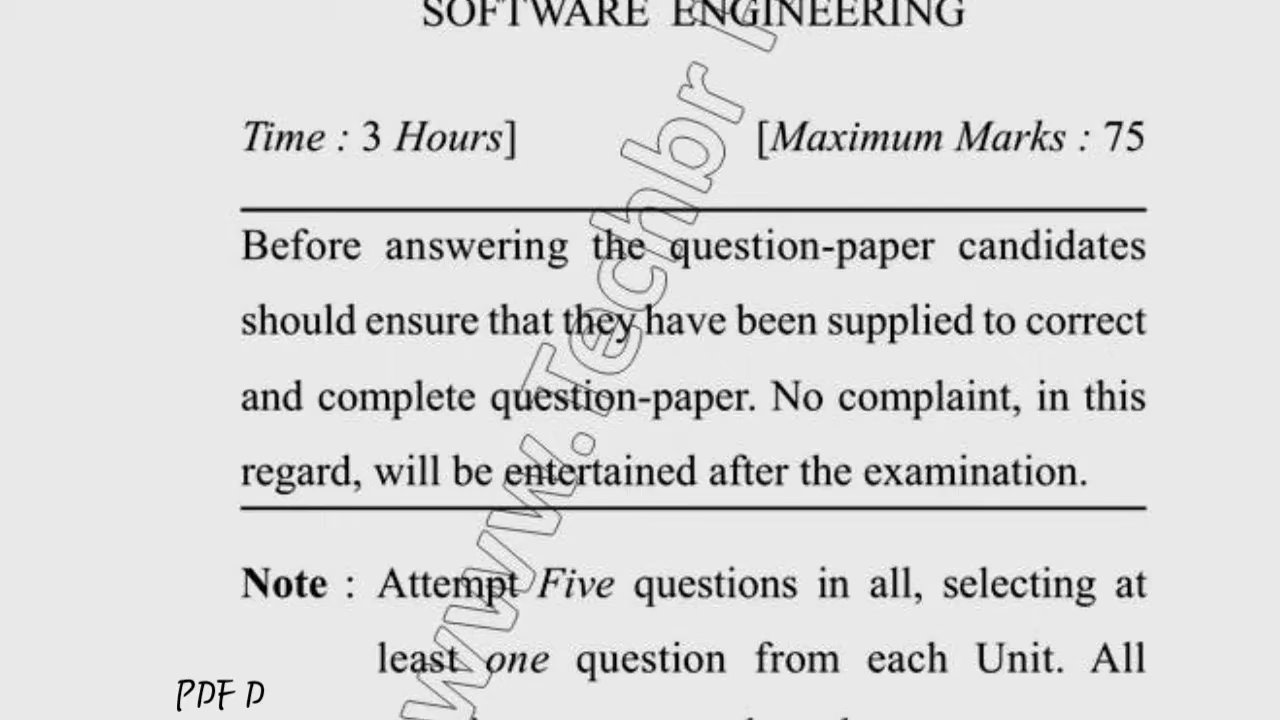 SOFTWARE ENGINEERING
Time : 3 Hours] [Maximum Marks : 75
Before answering the question-paper candidates
should ensure that they have been supplied to correct
and complete question-paper. No complaint, in this
regard, will be entertained after the examination.
Note : Attempt Five questions in all, selecting at
least one question from each Unit. All
PDF D
www.Techbr